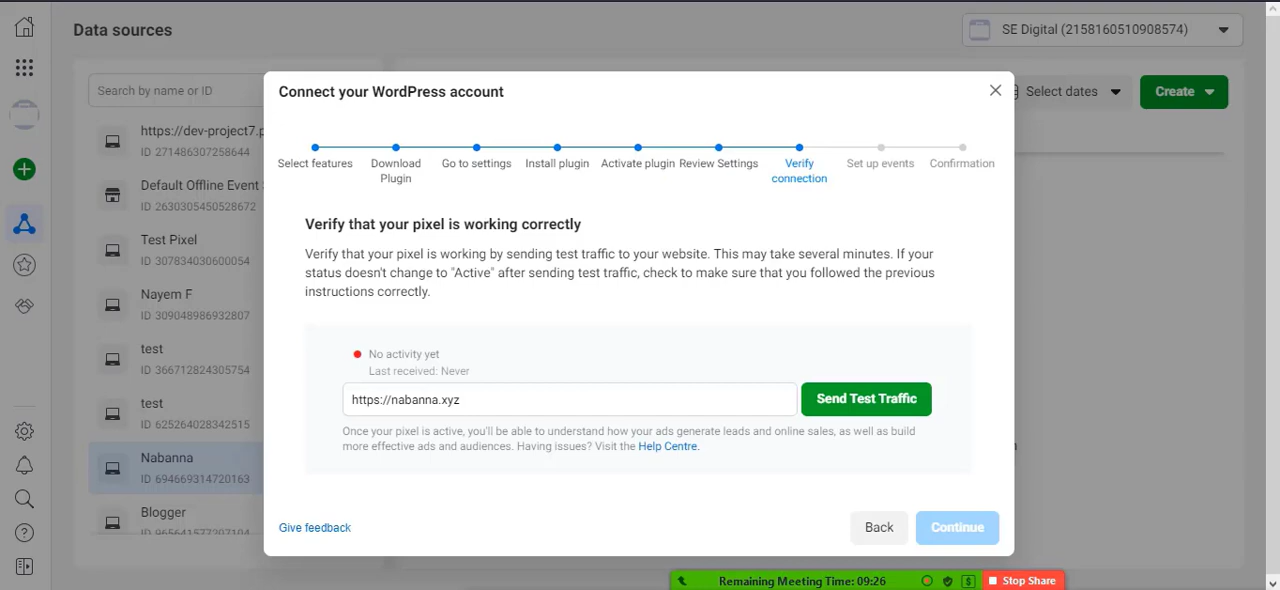 Data sources
SE Digital (2158160510908574)
Search by name or ID
Select dates
Create
https://dev-project7.p
ID 271486307258644
Default Offline Event
ID 2630305450528672
Test Pixel
ID 307834030600054
Nayem F
ID 309048986932807
test
ID 366712824305754
test
ID 625264028342515
Nabanna
ID 694669314720163
Blogger
Connect your WordPress account
Select features
Download
Plugin
Go to settings
Install plugin
Activate plugin
Review Settings
Verify
connection
Set up events
Confirmation
Verify that your pixel is working correctly
Verify that your pixel is working by sending test traffic to your website. This may take several minutes. If your
status doesn't change to "Active" after sending test traffic, check to make sure that you followed the previous
instructions correctly.
No activity yet
Last received: Never
https://nabanna.xyz
Send Test Traffic
Once your pixel is active, you'll be able to understand how your ads generate leads and online sales, as well as build
more effective ads and audiences. Having issues? Visit the Help Centre.
Give feedback
Back
Continue
Remaining Meeting Time: 09:26
Stop Share